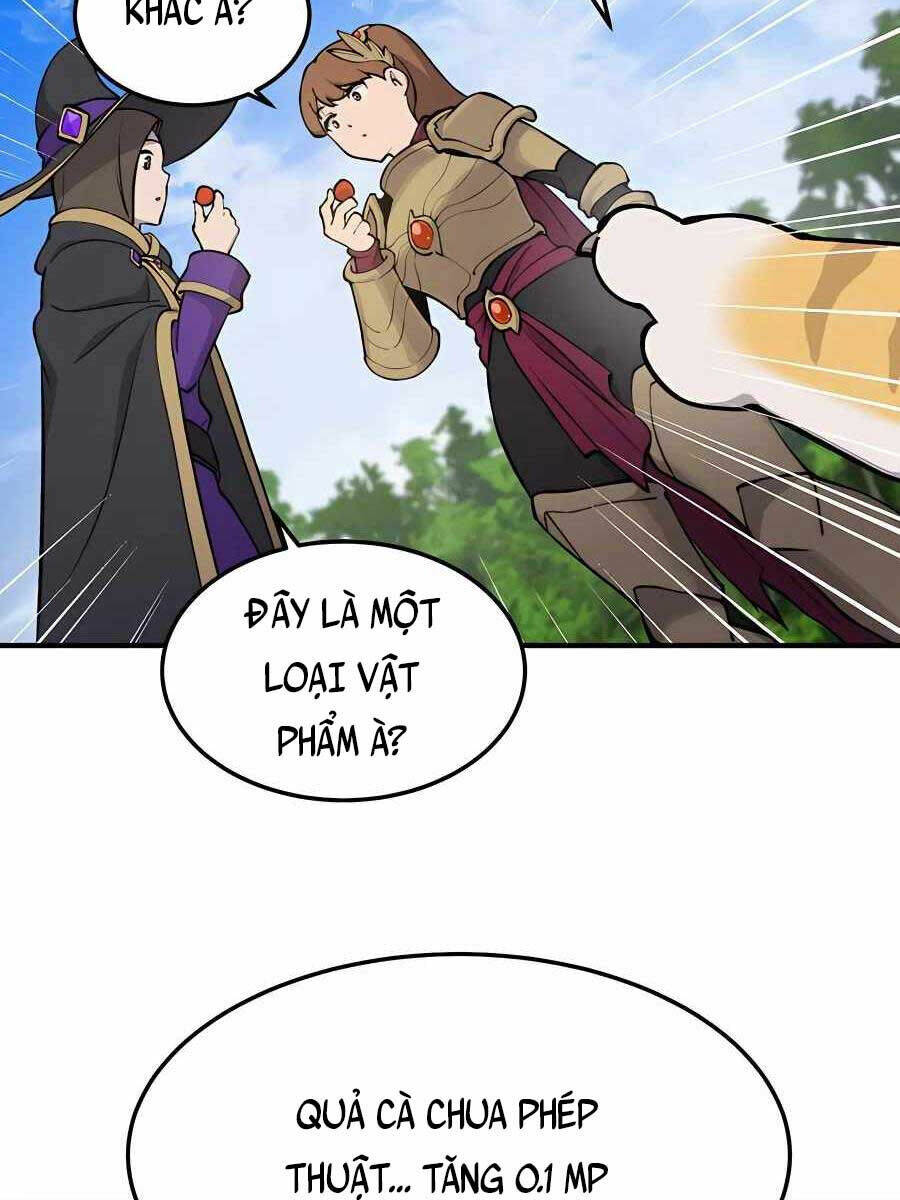 KHÁC À?
ĐÂY LÀ MỘT
LOẠI VẬT
PHẨM À?
QUẢ CÀ CHUA PHÉP
THUẬT... TĂNG 0.1 MP